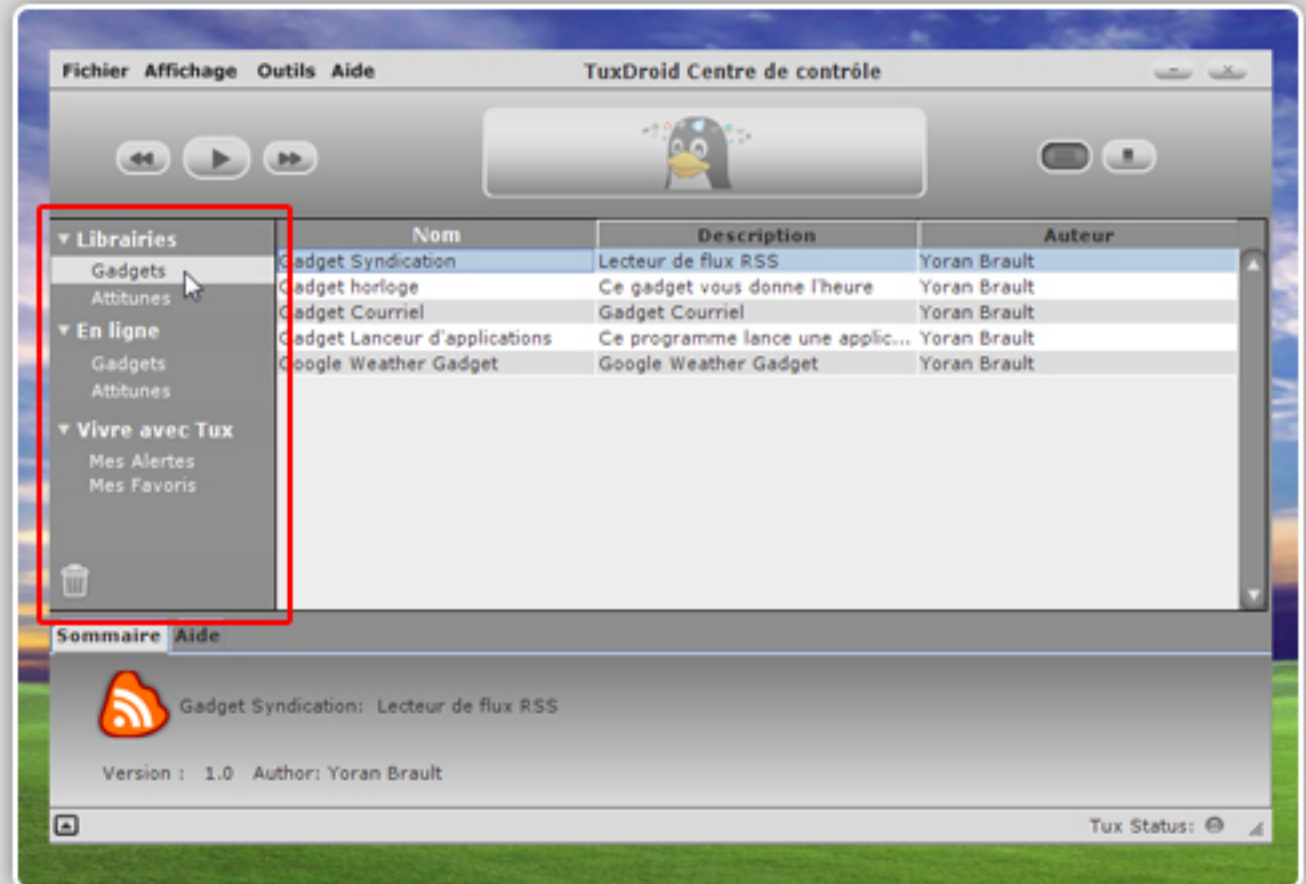 Fichier Affichage Outils Aide TuxDroid Centre de contrôle
Librairies
Gadgets
Attitunes
En ligne
Gadgets
Attitunes
Vivre avec Tux
Mes Alertes
Mes Favoris
Nom Description Auteur
Gadget Syndication Lecteur de flux RSS Yoran Brault
Gadget horloge Ce gadget vous donne l'heure Yoran Brault
Gadget Courriel Gadget Courriel Yoran Brault
Gadget Lanceur d'applications Ce programme lance une applic... Yoran Brault
Google Weather Gadget Google Weather Gadget Yoran Brault
Sommaire Aide
Gadget Syndication: Lecteur de flux RSS
Version : 1.0 Author: Yoran Brault
Tux Status: